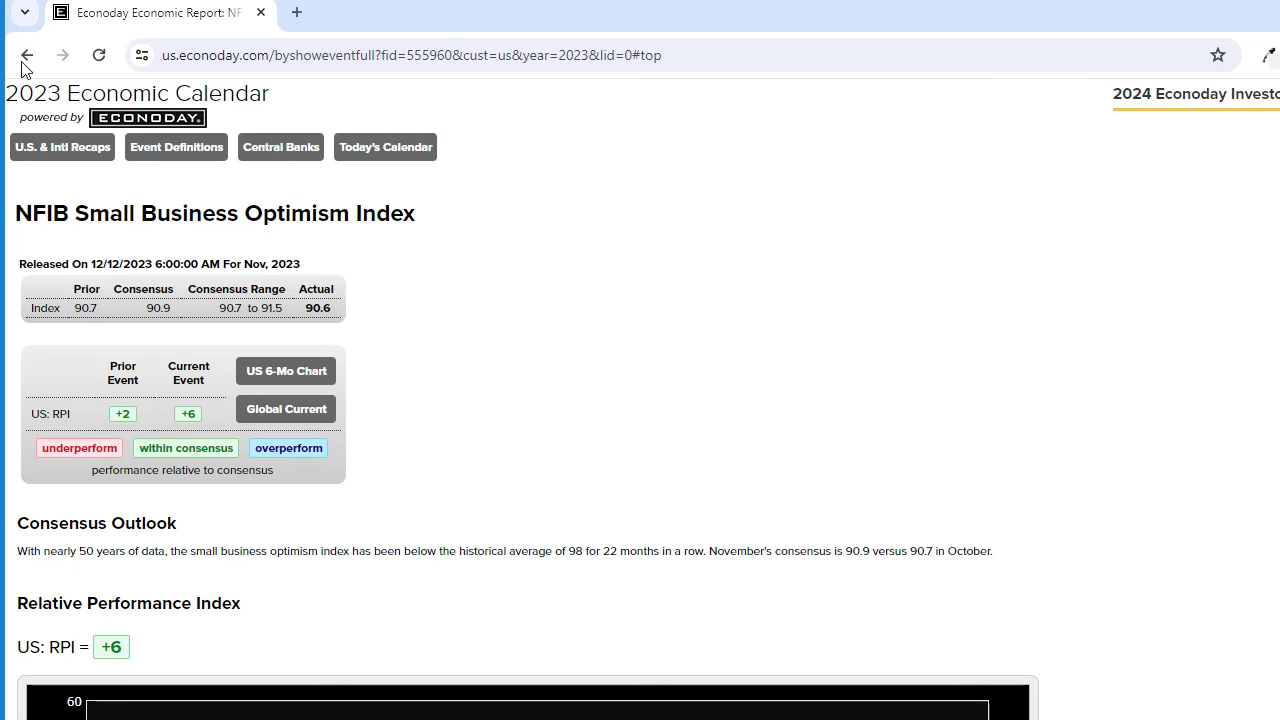 Econoday Economic Report: NF
us.econoday.com/byshoweventfull?fid=555960&cust=us&year=2023&lid=0#top
2023 Economic Calendar
2024 Econoday Investo
powered by ECONODAY®
U.S. & Intl Recaps Event Definitions Central Banks Today's Calendar
NFIB Small Business Optimism Index
Released On 12/12/2023 6:00:00 AM For Nov, 2023
Prior Consensus Consensus Range Actual
Index 90.7 90.9 90.7 to 91.5 90.6
Prior Event Current Event US 6-Mo Chart
Global Current
US: RPI +2 +6
underperform within consensus overperform
performance relative to consensus
Consensus Outlook
With nearly 50 years of data, the small business optimism index has been below the historical average of 98 for 22 months in a row. November's consensus is 90.9 versus 90.7 in October.
Relative Performance Index
US: RPI = +6
60